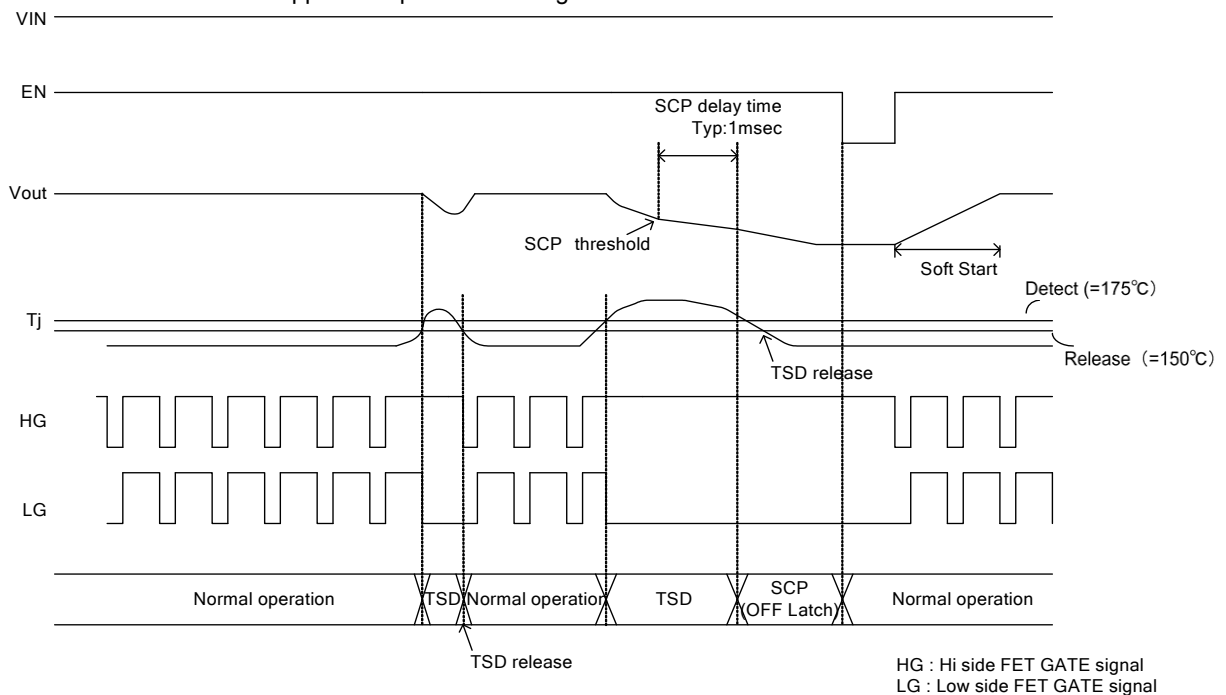 VIN
EN
SCP delay time
Typ:1msec
Vout
SCP threshold
Soft Start
Detect (=175℃)
Tj
Release (=150℃)
TSD release
HG
LG
Normal operation
TSD
Normal operation
TSD
SCP
(OFF Latch)
Normal operation
TSD release
HG : Hi side FET GATE signal
LG : Low side FET GATE signal